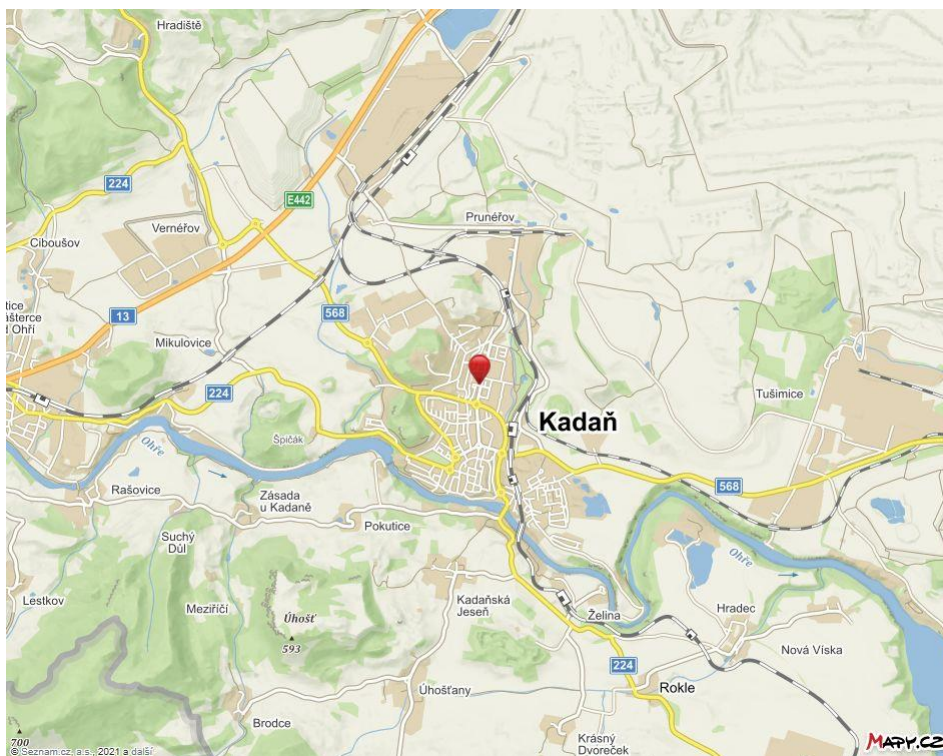 Hradiště
224
E442
Vernéřov
Prunéřov
Ciboušov
13
568
Mikulovice
Tušimice
224
Kadaň
Špičák
Ohře
568
Rašovice
Zásada
u Kadaně
Pokutice
Suchý
Důl
Ohře
Lestkov
Meziříčí
Úhošť
593
Kadaňská
Jeseň
Želina
Hradec
Nová Víska
224
Rokle
Úhošťany
Brodce
Krásný
Dvoreček
700
© Seznam.cz, a.s., 2021 a další
MAPY.CZ